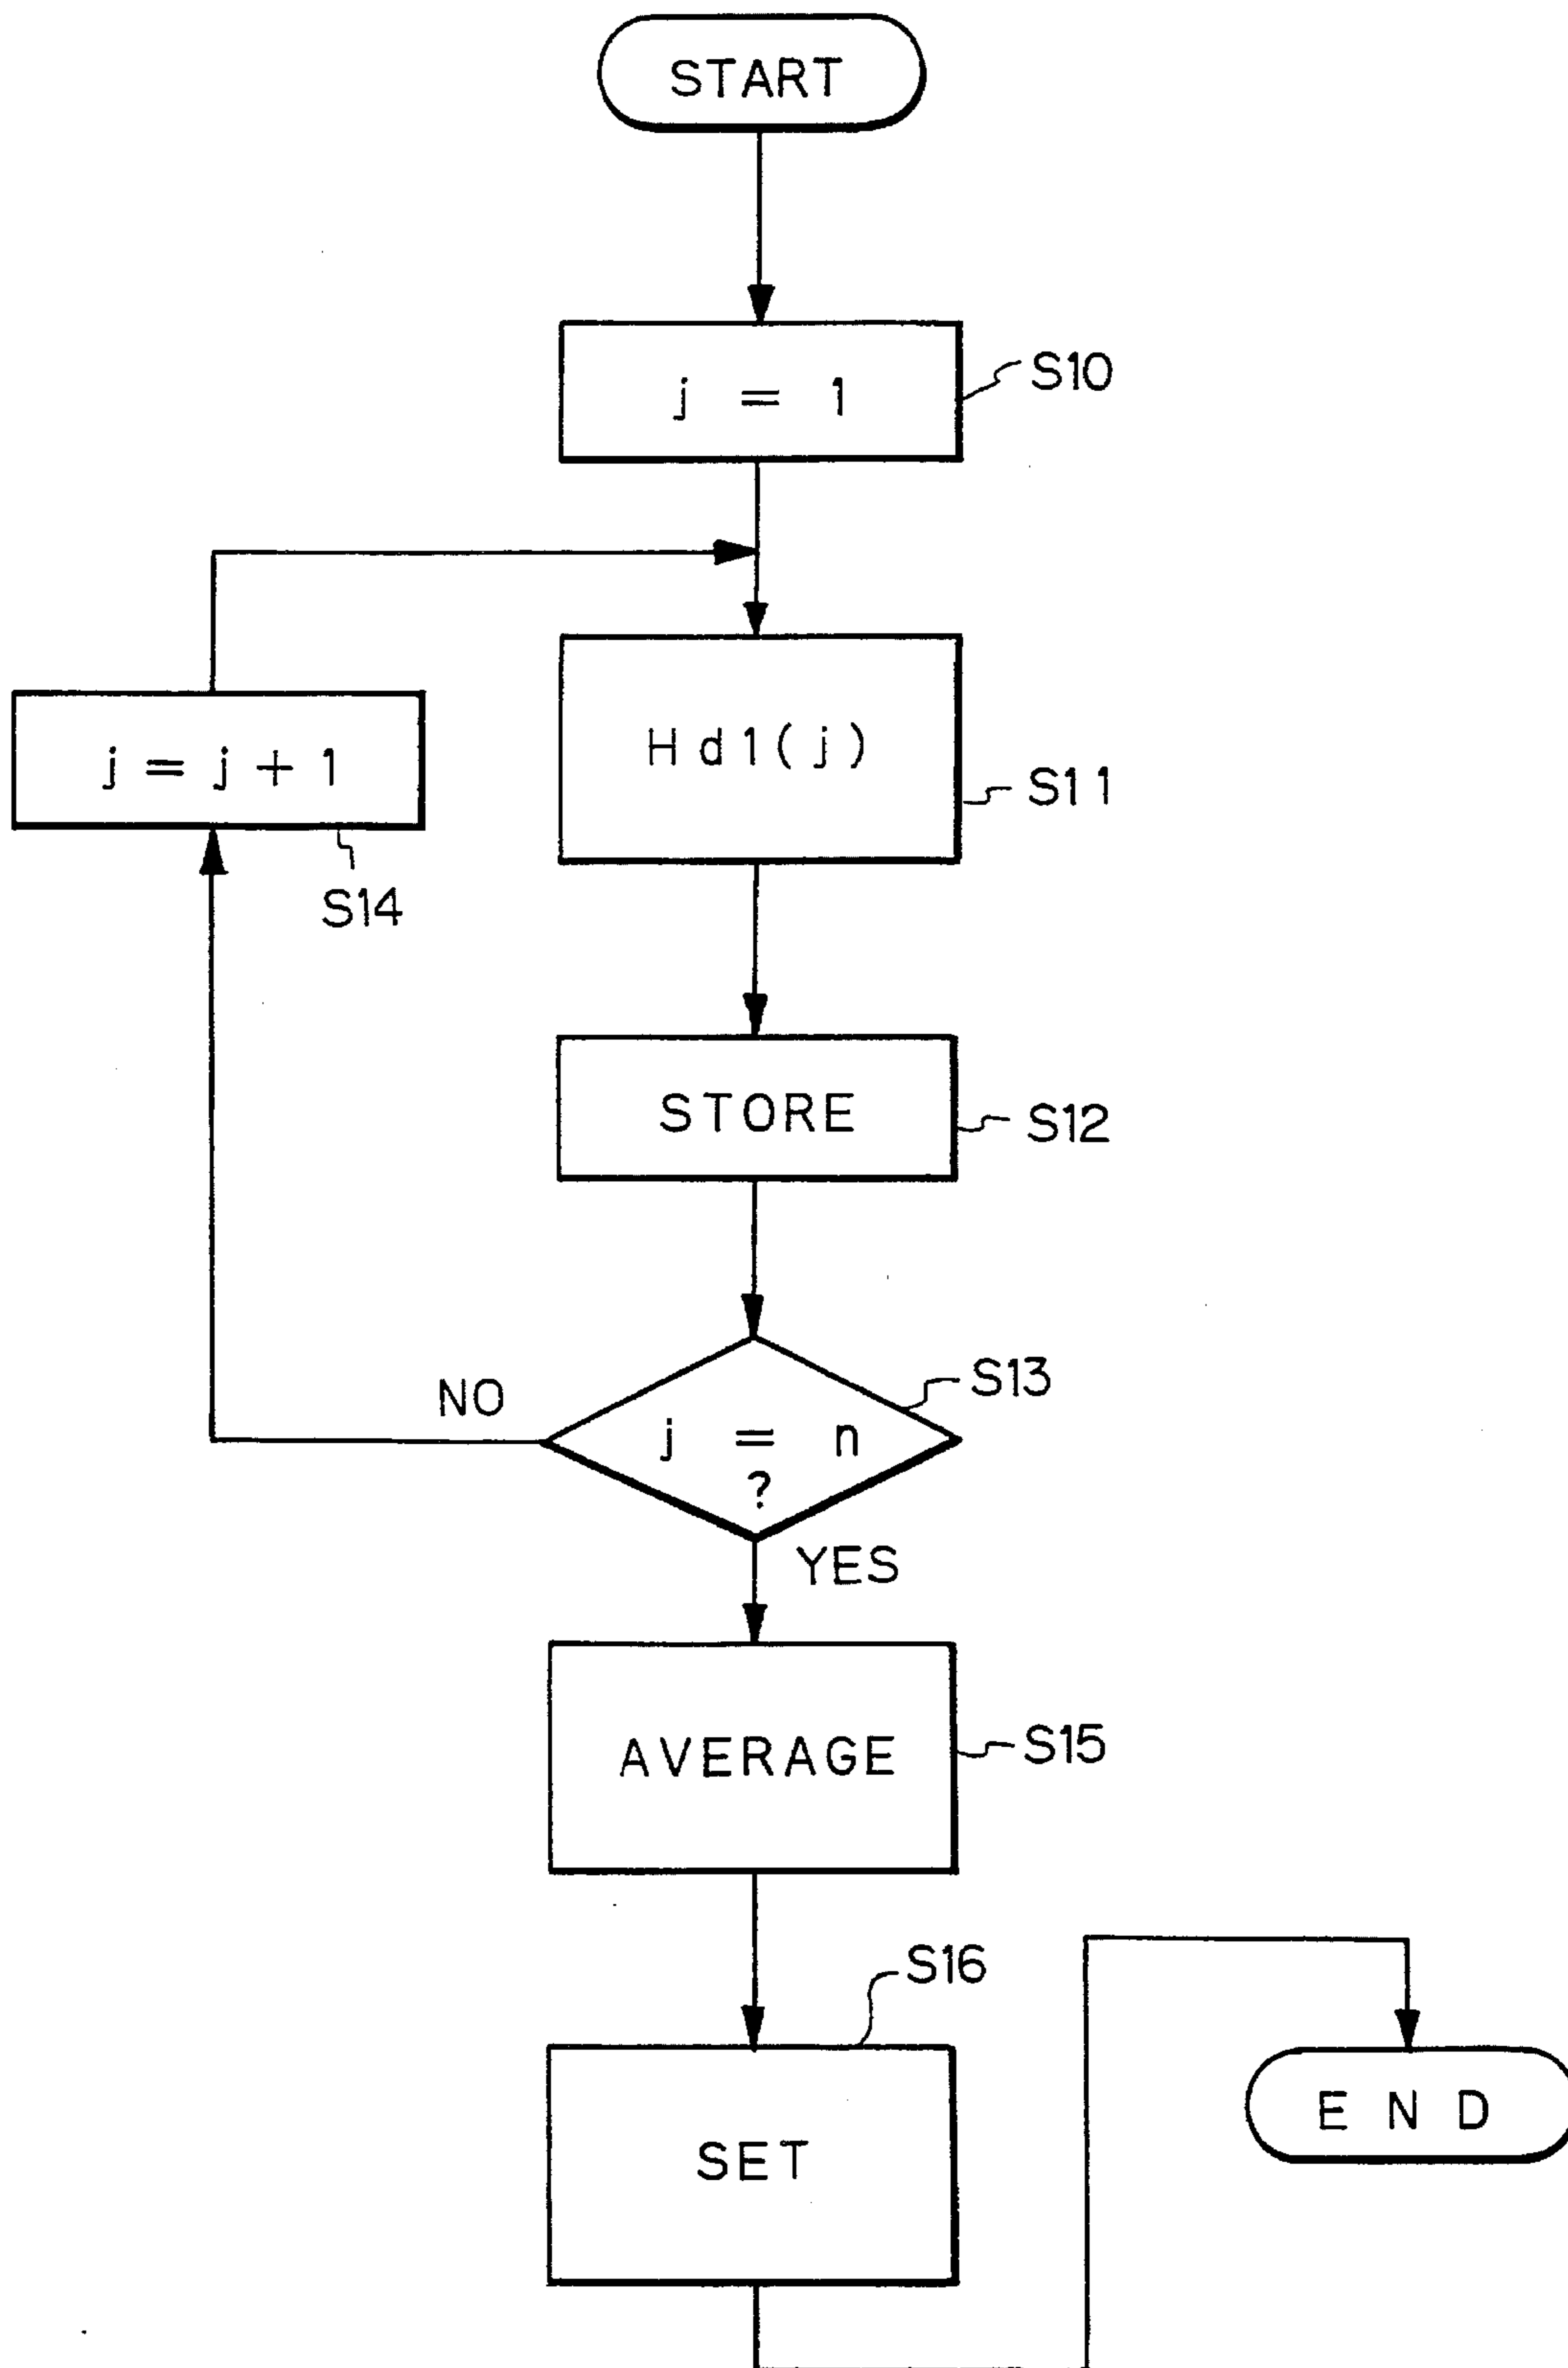 START
j = 1
S10
Hd1(j)
S11
j = j + 1
S14
STORE
S12
S13
NO
j = n
?
YES
AVERAGE
S15
S16
SET
END